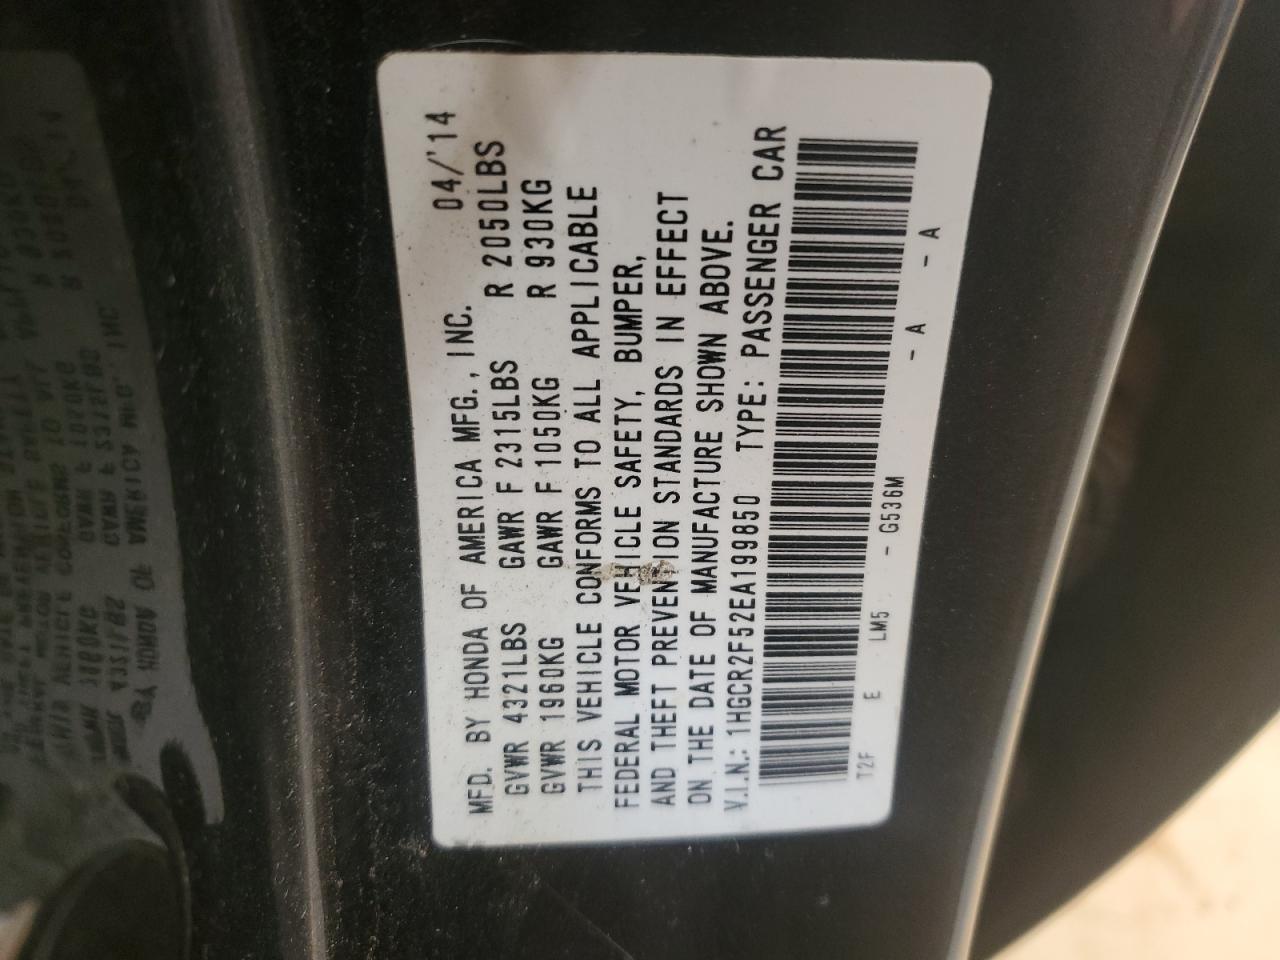 MFD. BY HONDA OF AMERICA MFG., INC. 04/'14
GVWR 4321LBS GAWR F 2315LBS R 2050LBS
GVWR 1960KG GAWR F 1050KG R 930KG
THIS VEHICLE CONFORMS TO ALL APPLICABLE
FEDERAL MOTOR VEHICLE SAFETY, BUMPER,
AND THEFT PREVENTION STANDARDS IN EFFECT
ON THE DATE OF MANUFACTURE SHOWN ABOVE.
V.I.N.: 1HGCR2F52EA199850 TYPE: PASSENGER CAR
T2F E LM5 - G536M - A - A